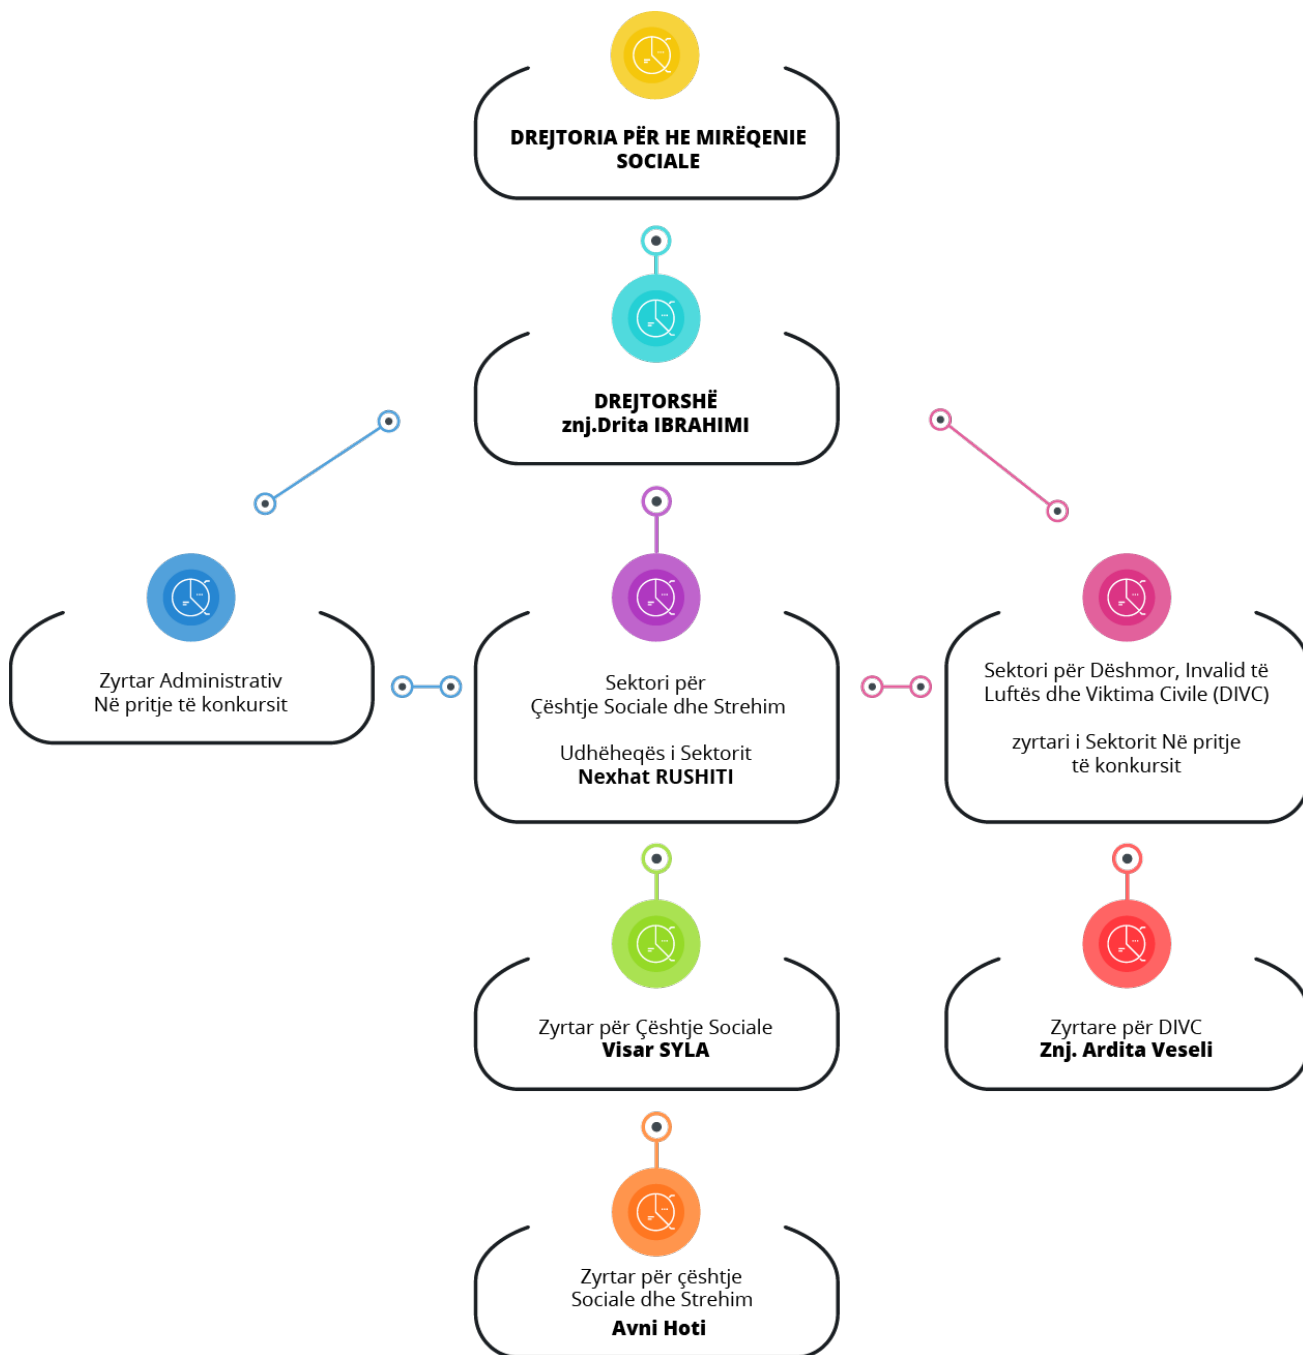 DREJTORIA PËR HE MIRËQENIE
SOCIALE
DREJTORSHË
znj.Drita IBRAHIMI
Zyrtar Administrativ
Në pritje të konkursit
Sektori për
Çështje Sociale dhe Strehim
Udhëheqës i Sektorit
Nexhat RUSHITI
Sektori për Dëshmor, Invalid të
Luftës dhe Viktima Civile (DIVC)
zyrtari i Sektorit Në pritje
të konkursit
Zyrtar për Çështje Sociale
Visar SYLA
Zyrtare për DIVC
Znj. Ardita Veseli
Zyrtar për çështje
Sociale dhe Strehim
Avni Hoti